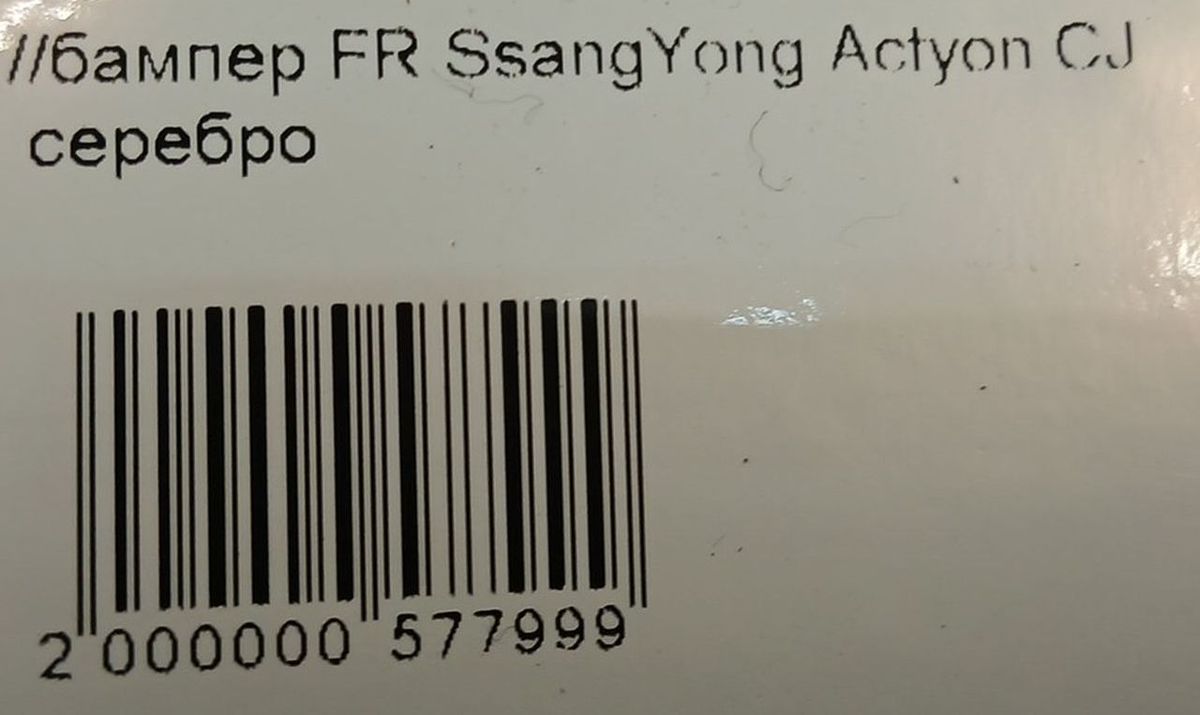 //бампер FR SsangYong Actyon CJ
серебро
2 000000 577999